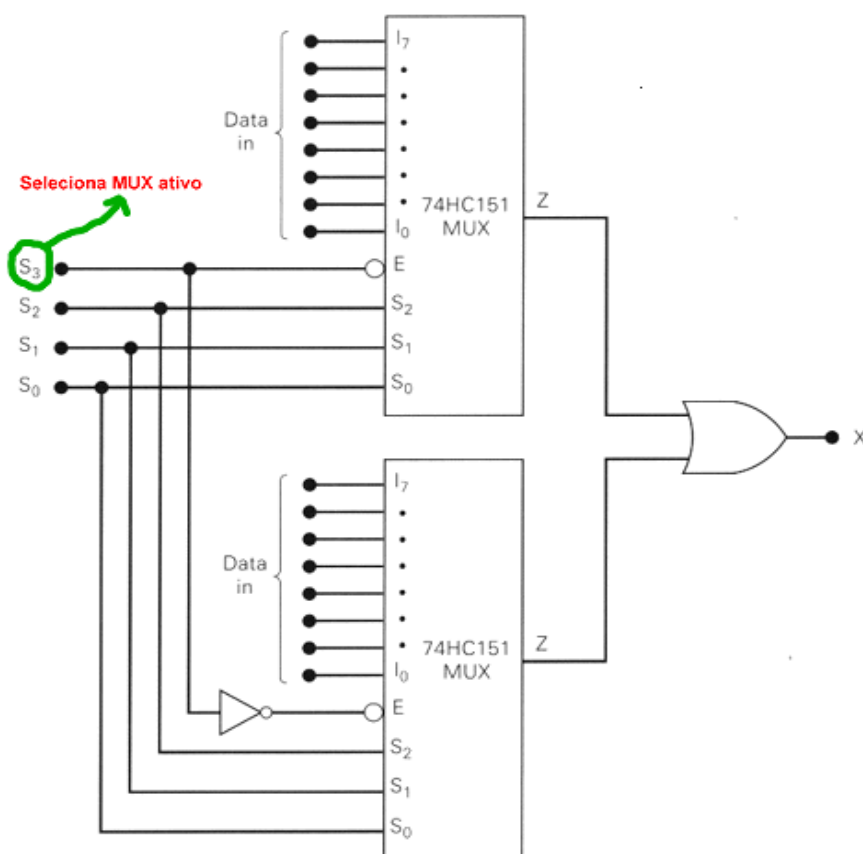 I7
Data
in
Seleciona MUX ativo
74HC151
MUX
Z
I0
S3
E
S2
S2
S1
S1
S0
S0
X
I7
Data
in
74HC151
MUX
Z
I0
E
S2
S1
S0